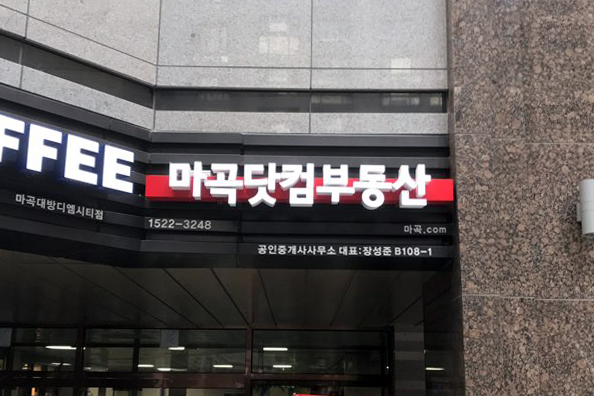 FFEE
마곡대방디엠시티점
마곡닷컴부동산
1522-3248
마곡.com
공인중개사사무소 대표:장성준 B108-1